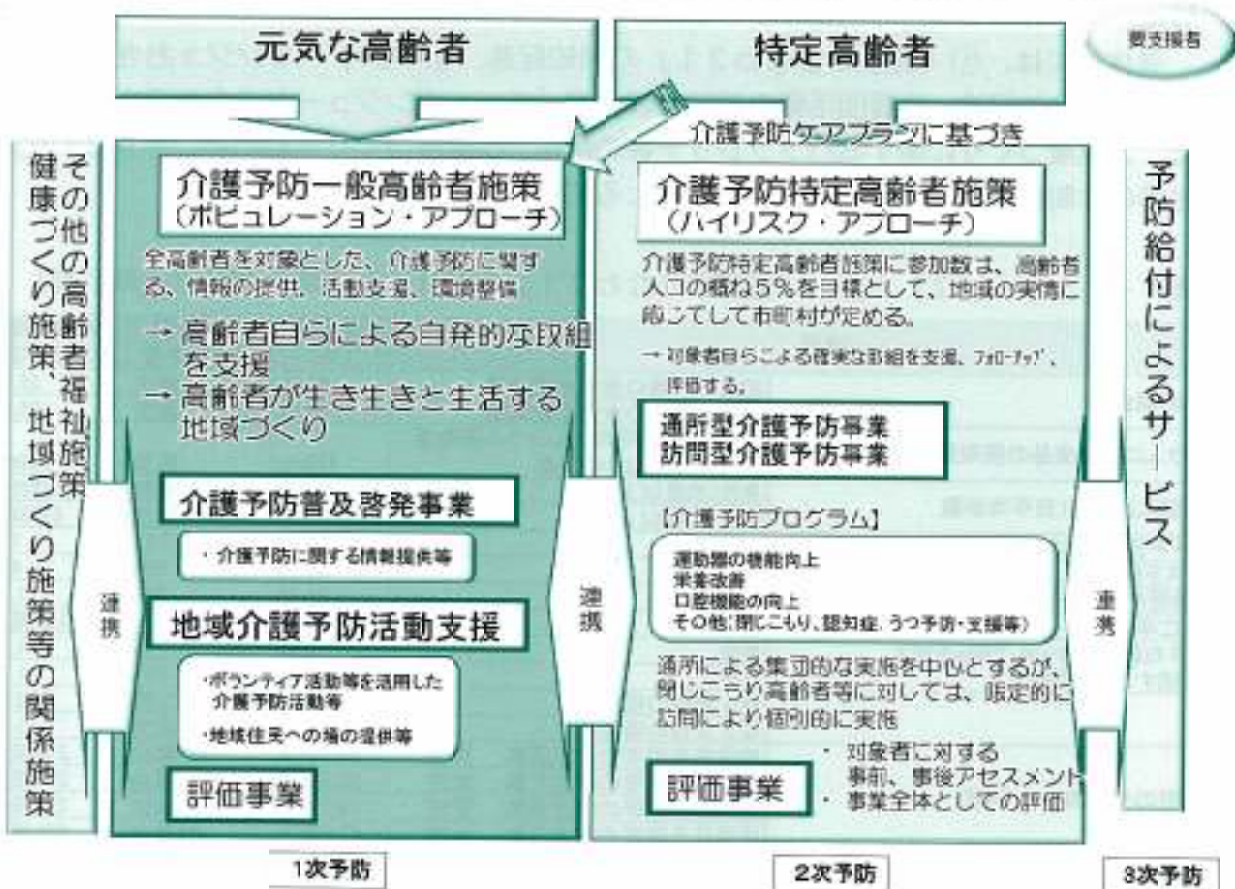 元気な高齢者
特定高齢者
要支援者
その他の高齢者福祉施策
健康づくり施策、地域づくり施策等の関係施策
介護予防一般高齢者施策
(ポピュレーション・アプローチ)
全高齢者を対象とした、介護予防に関す
る、情報の提供、活動支援、環境整備
→ 高齢者自らによる自発的な取組
を支援
→ 高齢者が生き生きと生活する
地域づくり
介護予防普及啓発事業
・介護予防に関する情報提供等
地域介護予防活動支援
・ボランティア活動等を活用した
介護予防活動等
・地域住民への場の提供等
評価事業
連携
1次予防
介護予防ケアプランに基づき
介護予防特定高齢者施策
(ハイリスク・アプローチ)
介護予防特定高齢者施策に参加数は、高齢者
人口の概ね5%を目標として、地域の実情に
応じてして市町村が定める。
→ 対象者自らによる確実な取組を支援、フォローアップ、
評価する。
通所型介護予防事業
訪問型介護予防事業
【介護予防プログラム】
運動器の機能向上
栄養改善
口腔機能の向上
その他(閉じこもり、認知症、うつ予防・支援等)
通所による集団的な実施を中心とするが、
閉じこもり高齢者等に対しては、限定的に
訪問により個別的に実施
評価事業
・ 対象者に対する
事前、事後アセスメント
・ 事業全体としての評価
連携
2次予防
予防給付によるサービス
連携
3次予防